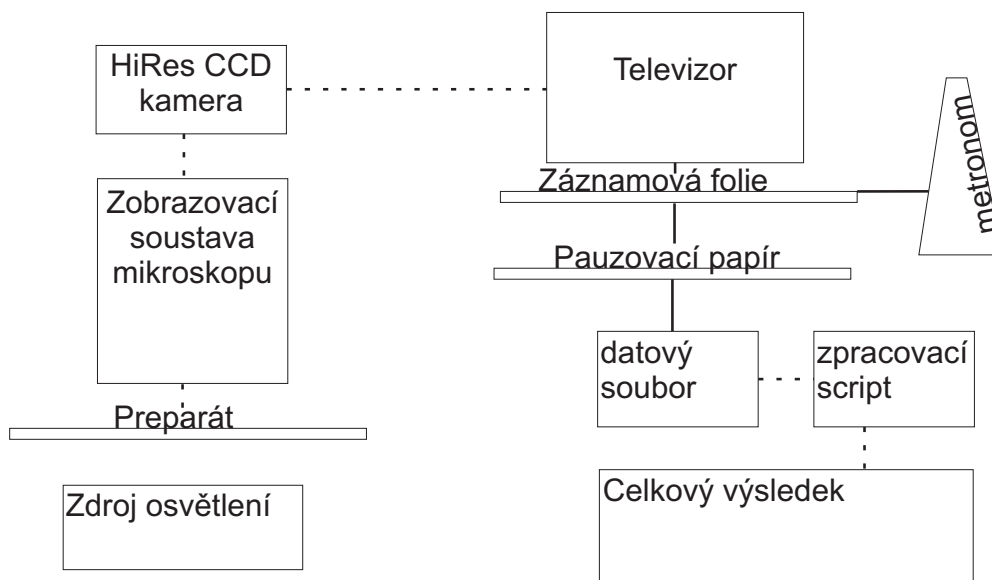 HiRes CCD
kamera
Televizor
metronom
Záznamová folie
Zobrazovací
soustava
mikroskopu
Pauzovací papír
datový
soubor
zpracovací
script
Preparát
Zdroj osvětlení
Celkový výsledek